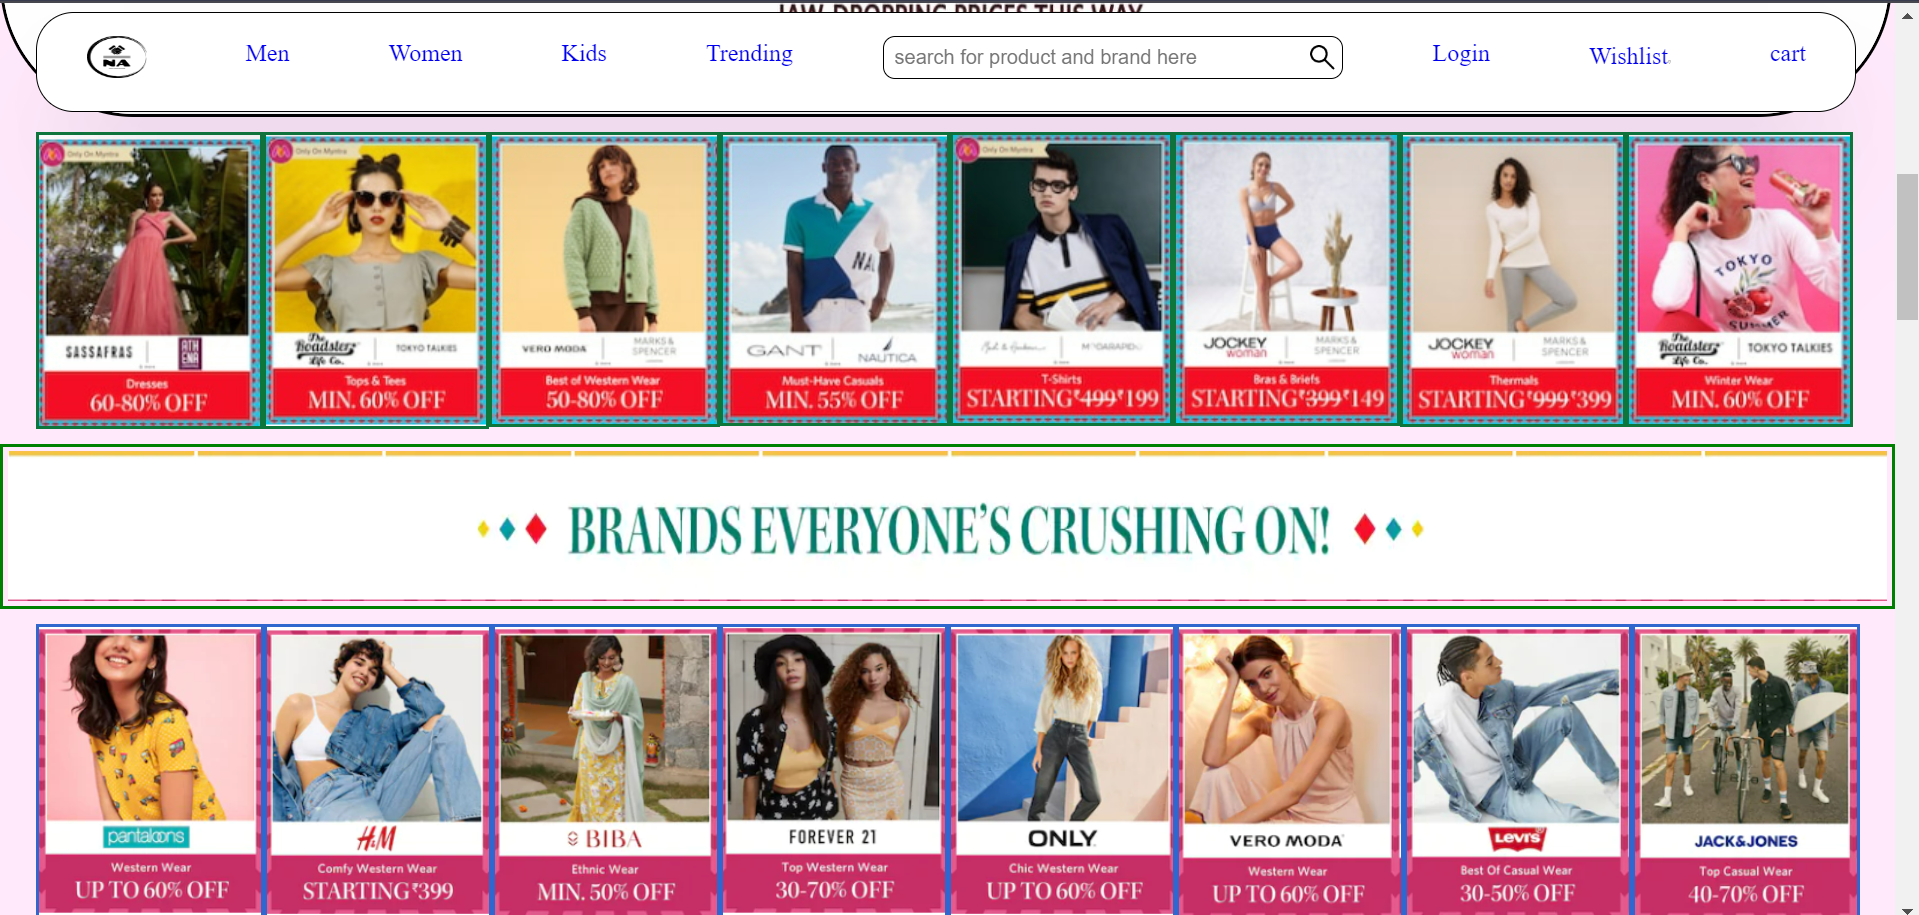 JAW-DROPPING PRICES THIS WAY
NA
Men
Women
Kids
Trending
search for product and brand here
Login
Wishlist
cart
Only On Myntra
SASSAFRAS
ATHENA
Dresses
60-80% OFF
Only On Myntra
The Roadster Life Co.
TOKYO TALKIES
Tops & Tees
MIN. 60% OFF
VERO MODA
MARKS & SPENCER
Best of Western Wear
50-80% OFF
GANT
NAUTICA
Must-Have Casuals
MIN. 55% OFF
Only On Myntra
T-Shirts
STARTING ₹499 ₹199
JOCKEY woman
MARKS & SPENCER
Bras & Briefs
STARTING ₹399 ₹149
JOCKEY woman
MARKS & SPENCER
Thermals
STARTING ₹999 ₹399
TOKYO
SUMMER
The Roadster Life Co.
TOKYO TALKIES
Winter Wear
MIN. 60% OFF
BRANDS EVERYONE'S CRUSHING ON!
pantaloons
Western Wear
UP TO 60% OFF
H&M
Comfy Western Wear
STARTING ₹399
BIBA
Ethnic Wear
MIN. 50% OFF
FOREVER 21
Top Western Wear
30-70% OFF
ONLY
Chic Western Wear
UP TO 60% OFF
VERO MODA
Western Wear
UP TO 60% OFF
LEVI'S
Best Of Casual Wear
30-50% OFF
JACK&JONES
Top Casual Wear
40-70% OFF